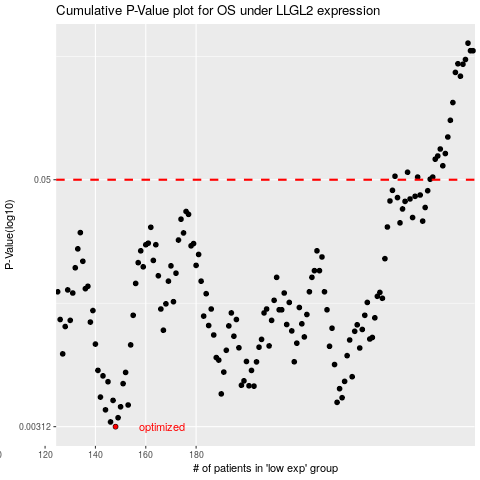 Cumulative P-Value plot for OS under LLGL2 expression
P-Value(log10)
0.05
0.00312
optimized
0 120 140 160 180
# of patients in 'low exp' group